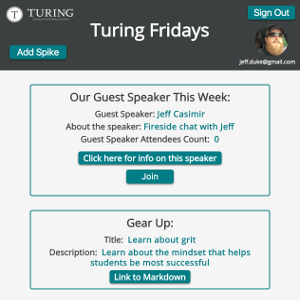 TURING
Sign Out
Turing Fridays
Add Spike
jeff.duke@gmail.com
Our Guest Speaker This Week:
Guest Speaker: Jeff Casimir
About the speaker: Fireside chat with Jeff
Guest Speaker Attendees Count: 0
Click here for info on this speaker
Join
Gear Up:
Title: Learn about grit
Description: Learn about the mindset that helps
students be most successful
Link to Markdown